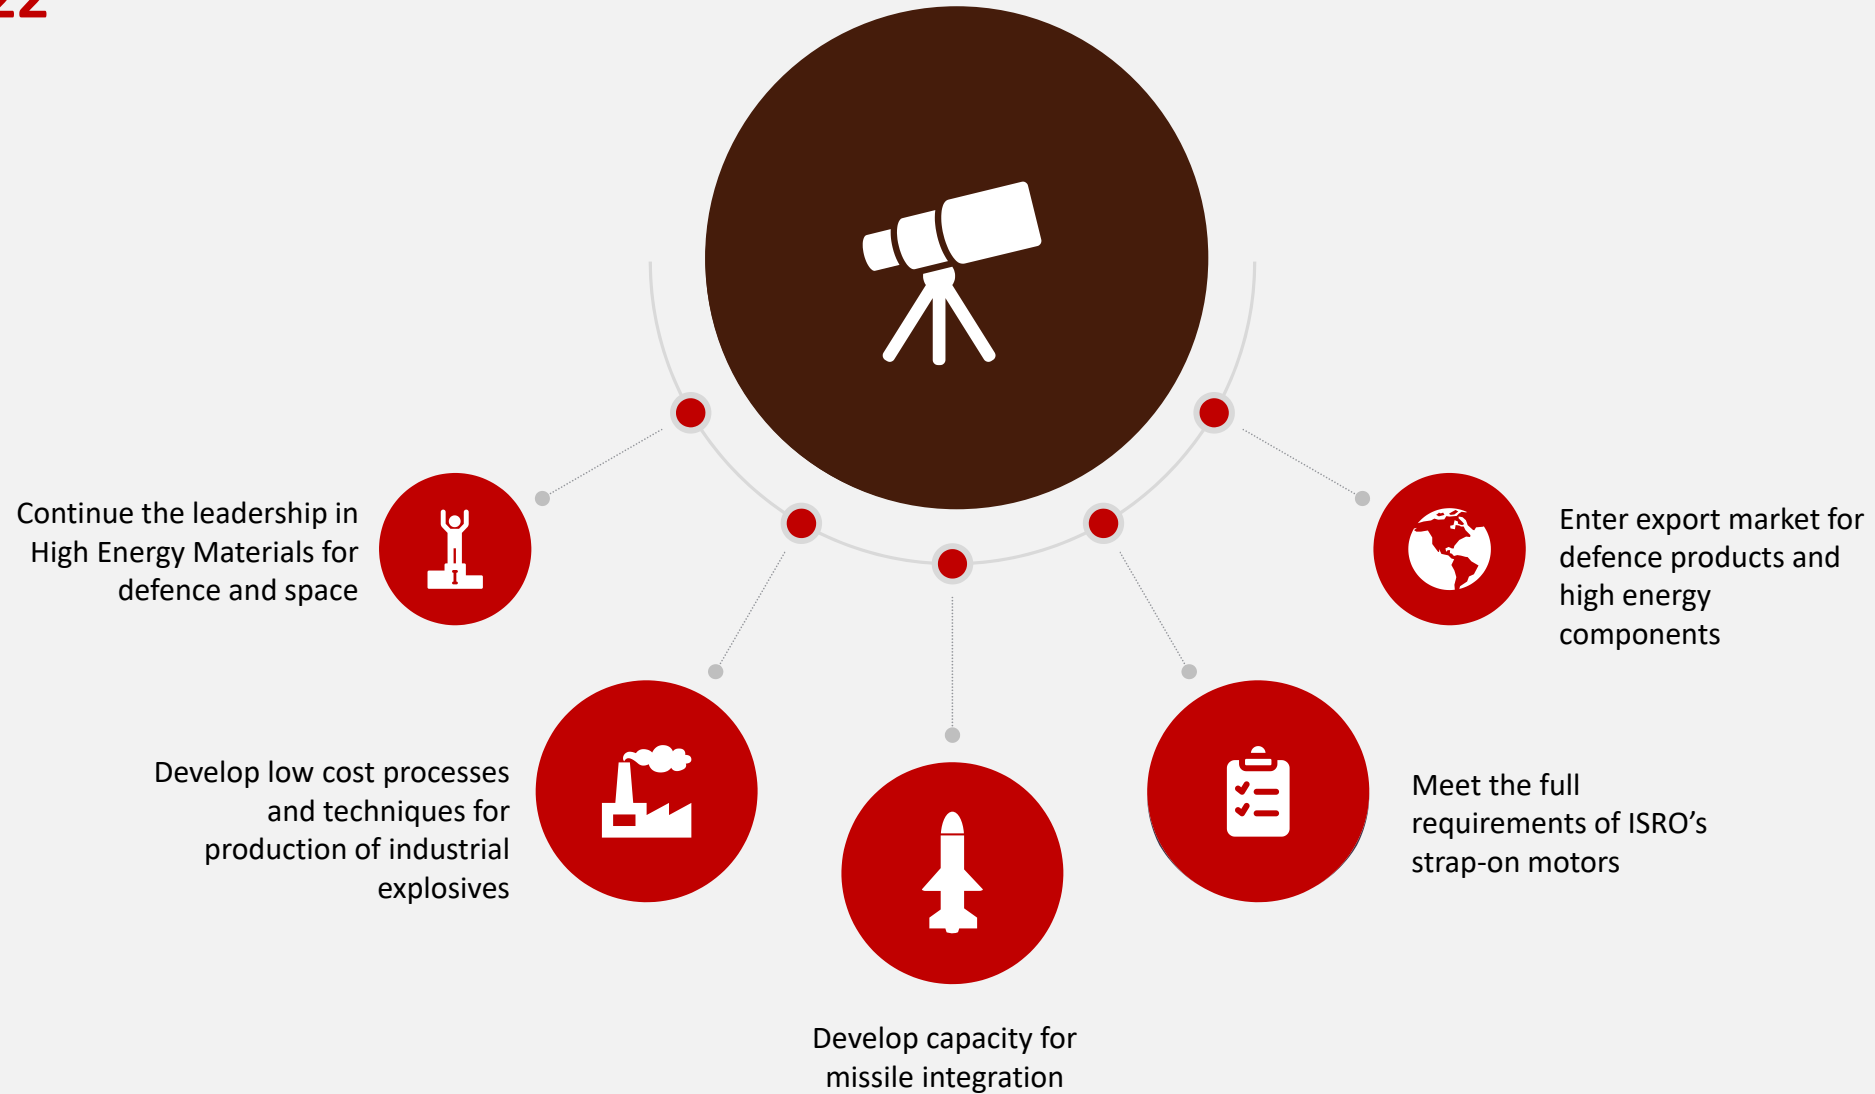 22
Continue the leadership in
High Energy Materials for
defence and space
Develop low cost processes
and techniques for
production of industrial
explosives
Develop capacity for
missile integration
Meet the full
requirements of ISRO’s
strap-on motors
Enter export market for
defence products and
high energy
components